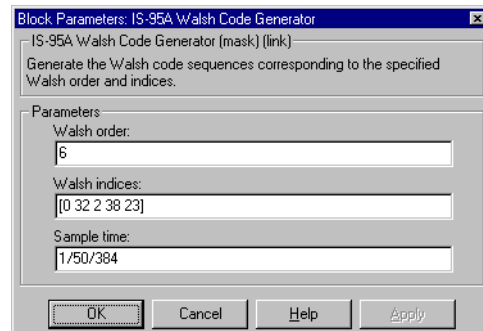 Block Parameters: IS-95A Walsh Code Generator
IS-95A Walsh Code Generator (mask) (link)
Generate the Walsh code sequences corresponding to the specified
Walsh order and indices.
Parameters
Walsh order:
6
Walsh indices:
[0 32 2 38 23]
Sample time:
1/50/384
OK Cancel Help Apply